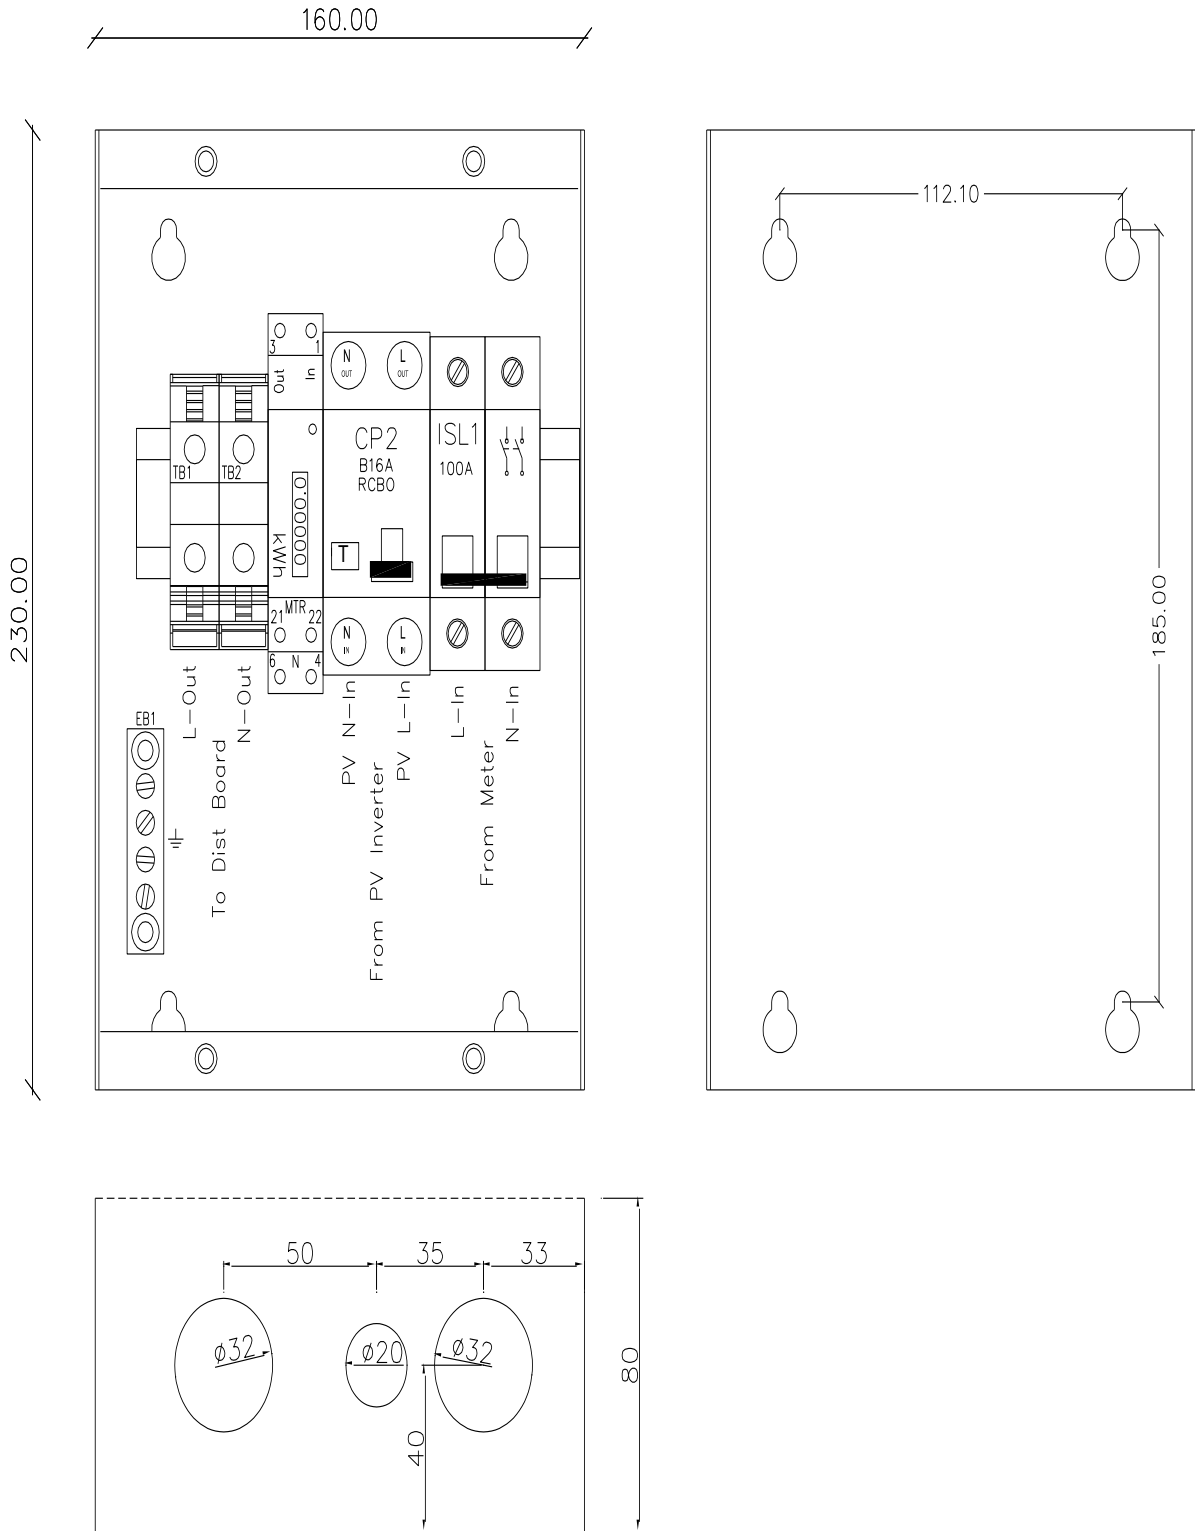 160.00
230.00
112.10
185.00
3 1
Out In
N
OUT
L
OUT
TB1
TB2
00000.0
kWh
CP2
B16A
RCBO
T
ISL1
100A
MTR
21 22
6 N 4
N
IN
L
IN
L-Out
N-Out
To Dist Board
PV N-In
PV L-In
From PV Inverter
L-In
N-In
From Meter
EB1
50
35
33
ø32
ø20
ø32
40
80